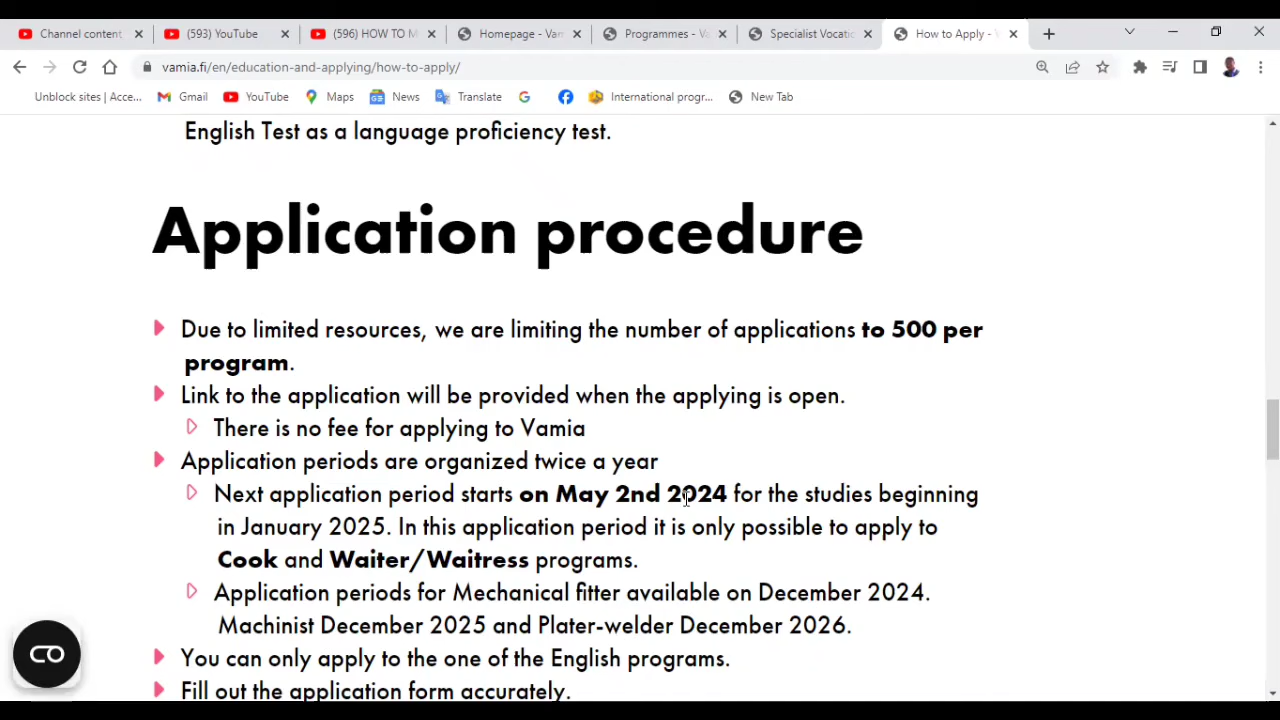 Channel content
(593) YouTube
(596) HOW TO M
Homepage - Vam
Programmes - Va
Specialist Vocati
How to Apply - V
vamia.fi/en/education-and-applying/how-to-apply/
Unblock sites | Acce...
Gmail
YouTube
Maps
News
Translate
International progr...
New Tab
English Test as a language proficiency test.
Application procedure
Due to limited resources, we are limiting the number of applications to 500 per
program.
Link to the application will be provided when the applying is open.
There is no fee for applying to Vamia
Application periods are organized twice a year
Next application period starts on May 2nd 2024 for the studies beginning
in January 2025. In this application period it is only possible to apply to
Cook and Waiter/Waitress programs.
Application periods for Mechanical fitter available on December 2024.
Machinist December 2025 and Plater-welder December 2026.
You can only apply to the one of the English programs.
Fill out the application form accurately.